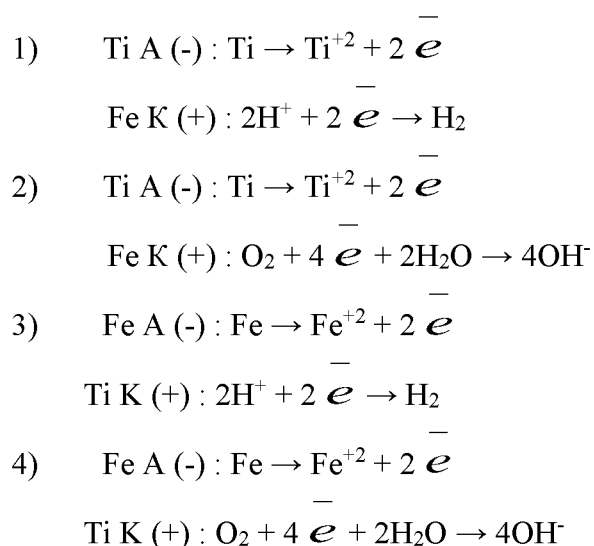 1) Ti A (-) : Ti → Ti⁺² + 2 e̅
Fe К (+) : 2H⁺ + 2 e̅ → H₂
2) Ti A (-) : Ti → Ti⁺² + 2 e̅
Fe К (+) : O₂ + 4 e̅ + 2H₂O → 4OH⁻
3) Fe A (-) : Fe → Fe⁺² + 2 e̅
Ti K (+) : 2H⁺ + 2 e̅ → H₂
4) Fe A (-) : Fe → Fe⁺² + 2 e̅
Ti K (+) : O₂ + 4 e̅ + 2H₂O → 4OH⁻